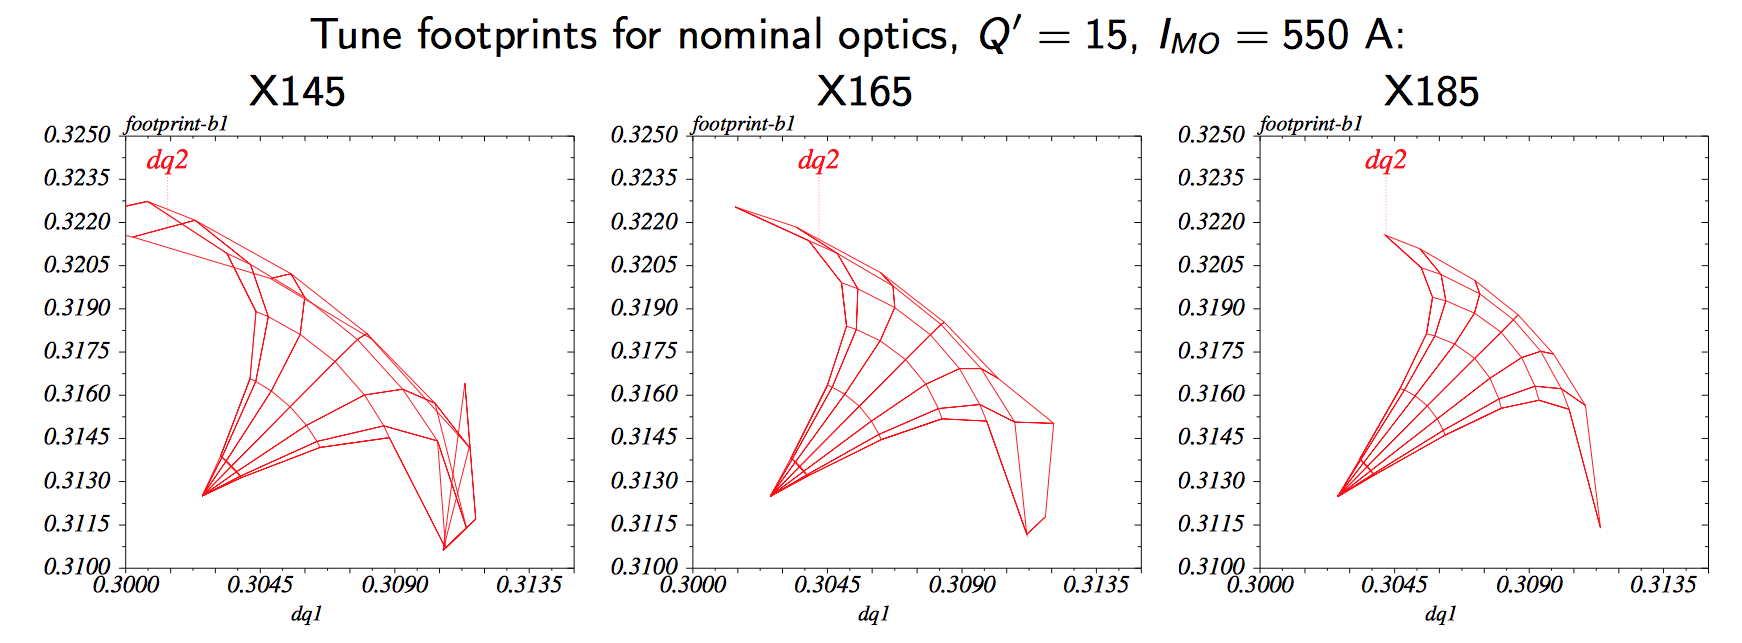 Tune footprints for nominal optics, Q′ = 15, I_MO = 550 A:
X145 X165 X185
footprint-b1 footprint-b1 footprint-b1
0.3250 0.3250 0.3250
dq2 dq2 dq2
0.3235 0.3235 0.3235
0.3220 0.3220 0.3220
0.3205 0.3205 0.3205
0.3190 0.3190 0.3190
0.3175 0.3175 0.3175
0.3160 0.3160 0.3160
0.3145 0.3145 0.3145
0.3130 0.3130 0.3130
0.3115 0.3115 0.3115
0.3100 0.3100 0.3100
0.3000 0.3045 0.3090 0.3135 0.3000 0.3045 0.3090 0.3135 0.3000 0.3045 0.3090 0.3135
dq1 dq1 dq1